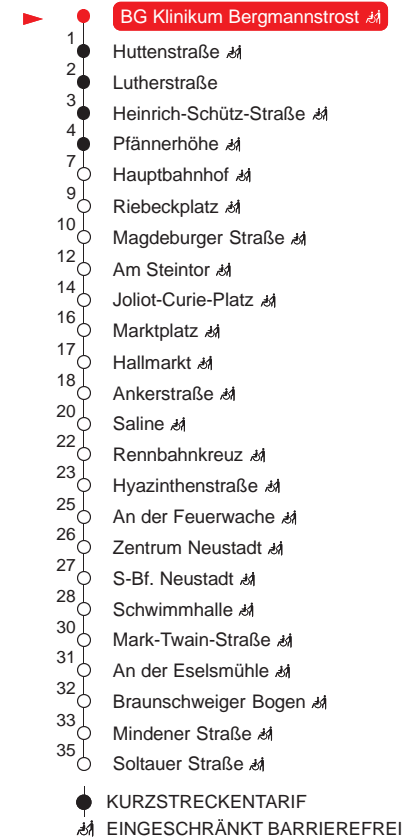 BG Klinikum Bergmannstrost
1
Huttenstraße
2
Lutherstraße
3
Heinrich-Schütz-Straße
4
Pfännerhöhe
7
Hauptbahnhof
9
Riebeckplatz
10
Magdeburger Straße
12
Am Steintor
14
Joliot-Curie-Platz
16
Marktplatz
17
Hallmarkt
18
Ankerstraße
20
Saline
22
Rennbahnkreuz
23
Hyazinthenstraße
25
An der Feuerwache
26
Zentrum Neustadt
27
S-Bf. Neustadt
28
Schwimmhalle
30
Mark-Twain-Straße
31
An der Eselsmühle
32
Braunschweiger Bogen
33
Mindener Straße
35
Soltauer Straße
KURZSTRECKENTARIF
EINGESCHRÄNKT BARRIEREFREI